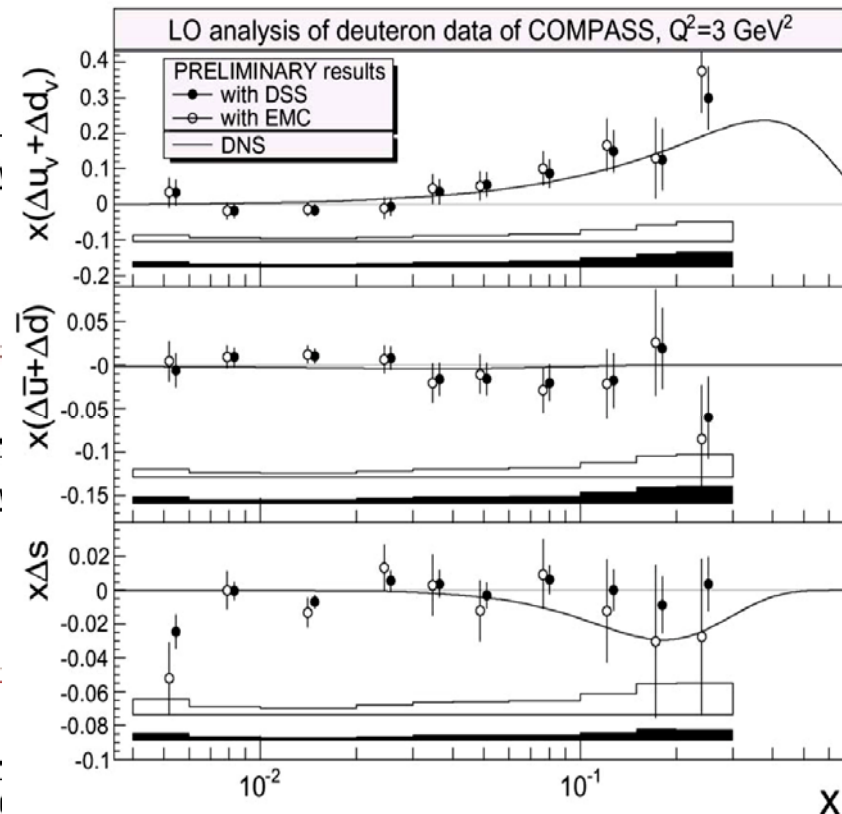 LO analysis of deuteron data of COMPASS, Q²=3 GeV²
x(Δu_v+Δd_v)
0.4
0.3
0.2
0.1
0
-0.1
-0.2
PRELIMINARY results
with DSS
with EMC
DNS
x(Δū+Δd̄)
0.05
-0
-0.05
-0.1
-0.15
xΔs
0.02
0
-0.02
-0.04
-0.06
-0.08
-0.1
10⁻² 10⁻¹
X